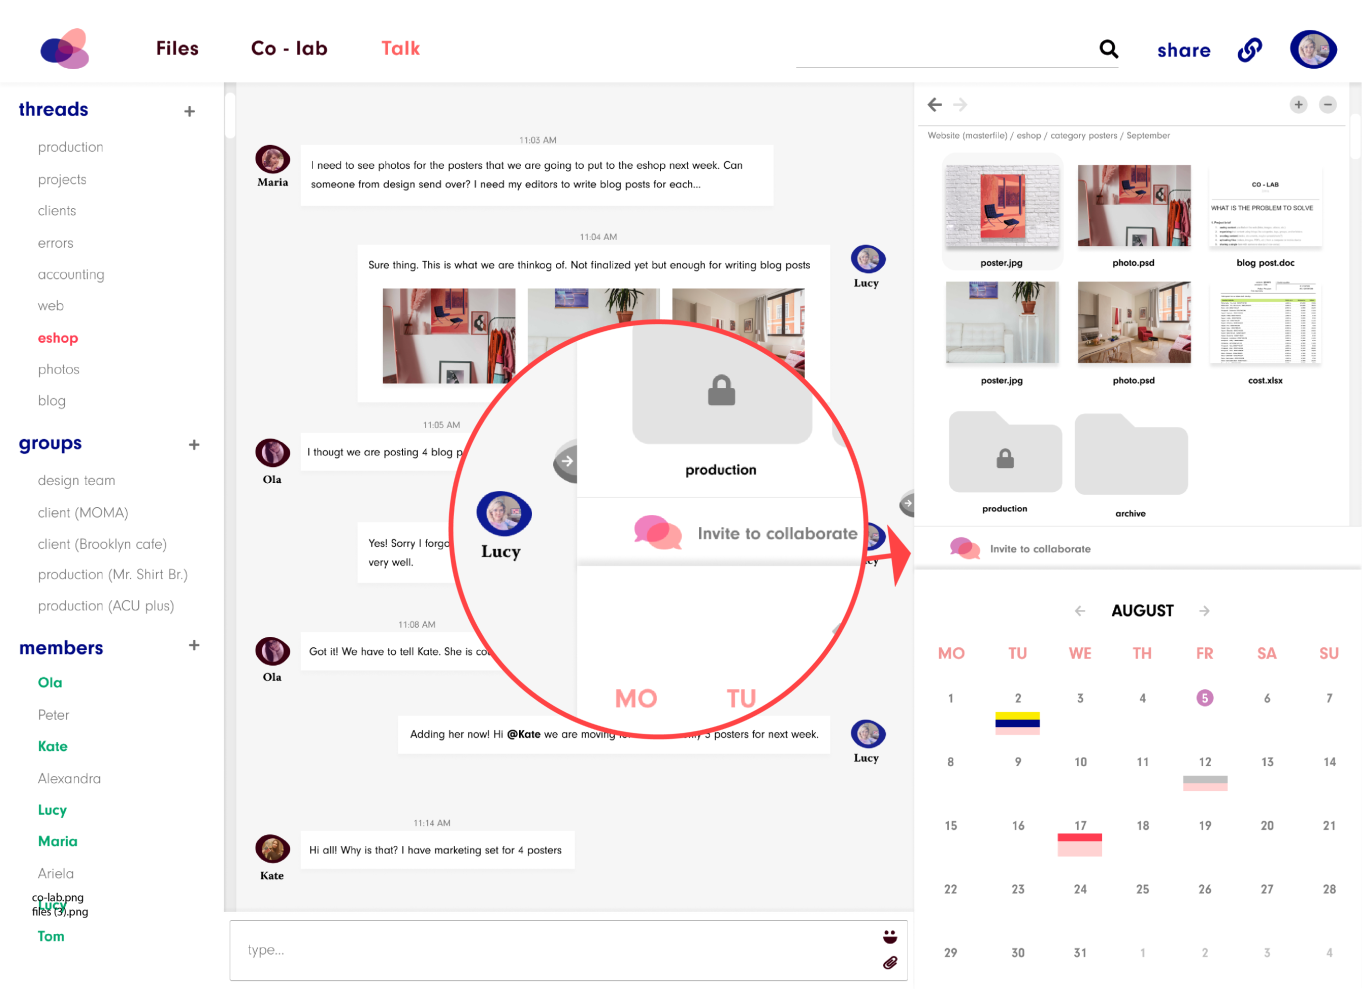 Files
Co - lab
Talk
share
threads
+
production
projects
clients
errors
accounting
web
eshop
photos
blog
groups
+
design team
client (MOMA)
client (Brooklyn cafe)
production (Mr. Shirt Br.)
production (ACU plus)
members
+
Ola
Peter
Kate
Alexandra
Lucy
Maria
Ariela
co-lab.png
Lucy
files (3).png
Tom
11:03 AM
Maria
I need to see photos for the posters that we are going to put to the eshop next week. Can
someone from design send over? I need my editors to write blog posts for each...
11:04 AM
Sure thing. This is what we are thinkog of. Not finalized yet but enough for writing blog posts
Lucy
11:05 AM
Ola
I thougt we are posting 4 blog p
Yes! Sorry I forgo
very well.
cy
11:08 AM
Ola
Got it! We have to tell Kate. She is co
Adding her now! Hi @Kate we are moving posters for next week.
Lucy
11:14 AM
Kate
Hi all! Why is that? I have marketing set for 4 posters
type...
production
Lucy
Invite to collaborate
MO TU
Website (masterfile) / eshop / category posters / September
CO - LAB
WHAT IS THE PROBLEM TO SOLVE
poster.jpg photo.psd blog post.doc
poster.jpg photo.psd cost.xlsx
production archive
Invite to collaborate
AUGUST
MO TU WE TH FR SA SU
1 2 3 4 5 6 7
8 9 10 11 12 13 14
15 16 17 18 19 20 21
22 23 24 25 26 27 28
29 30 31 1 2 3 4